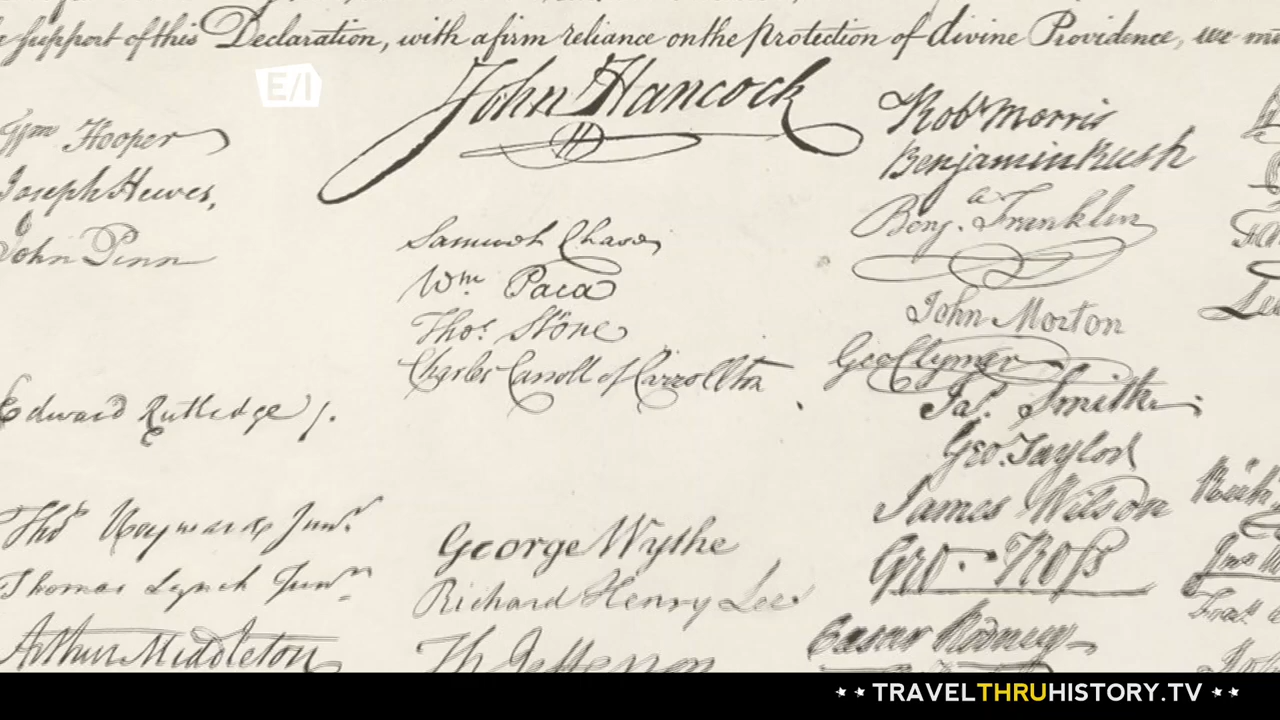 support of this Declaration, with a firm reliance on the protection of divine Providence, we
E/I
John Hancock
Wm Hooper
Joseph Hewes,
John Penn
Edward Rutledge /.
Thos Heyward Junr.
Thomas Lynch Junr.
Arthur Middleton
Samuel Chase
Wm Paca
Thos. Stone
Charles Carroll of Carrollton
George Wythe
Richard Henry Lee
Th Jefferson
Robt Morris
Benjamin Rush
Benja. Franklin
John Morton
Geo Clymer
Jas. Smith
Geo. Taylor
James Wilson
Geo. Ross
Caesar Rodney
TRAVELTHRUHISTORY.TV